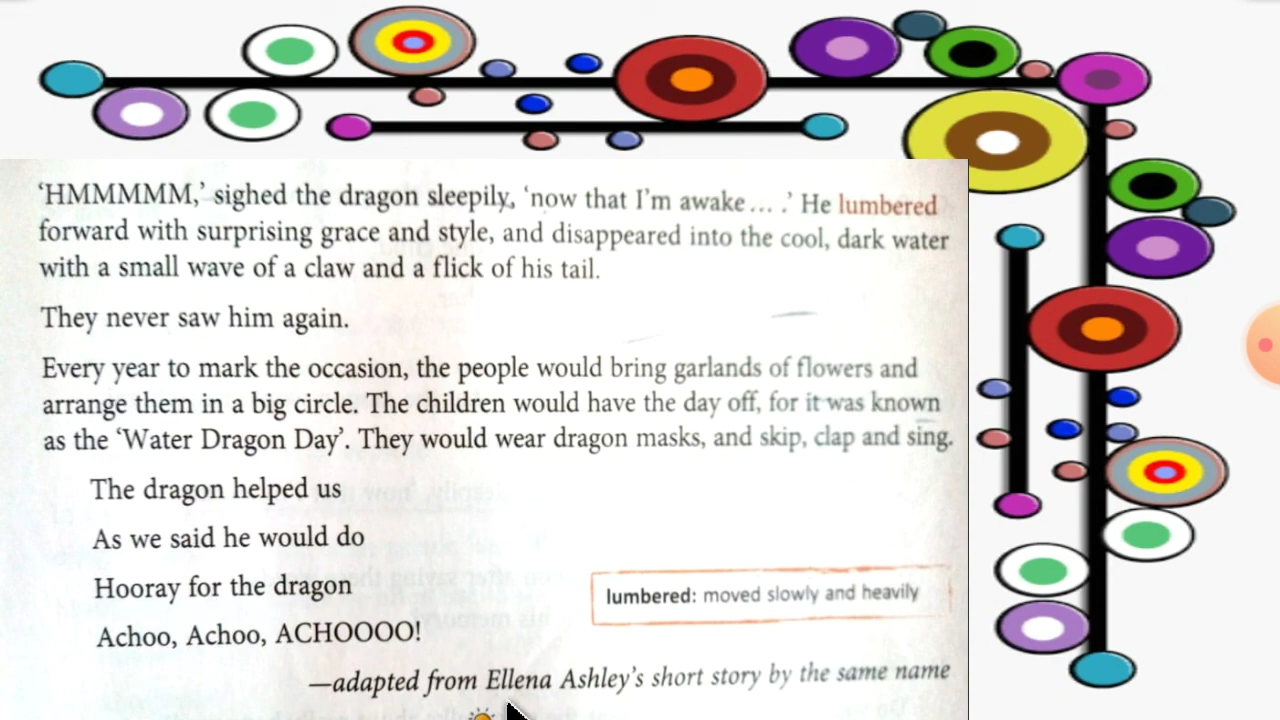 ‘HMMMMM,’ sighed the dragon sleepily, ‘now that I’m awake ... .’ He lumbered
forward with surprising grace and style, and disappeared into the cool, dark water
with a small wave of a claw and a flick of his tail.
They never saw him again.
Every year to mark the occasion, the people would bring garlands of flowers and
arrange them in a big circle. The children would have the day off, for it was known
as the ‘Water Dragon Day’. They would wear dragon masks, and skip, clap and sing.
The dragon helped us
As we said he would do
Hooray for the dragon
Achoo, Achoo, ACHOOOO!
lumbered: moved slowly and heavily
—adapted from Ellena Ashley’s short story by the same name